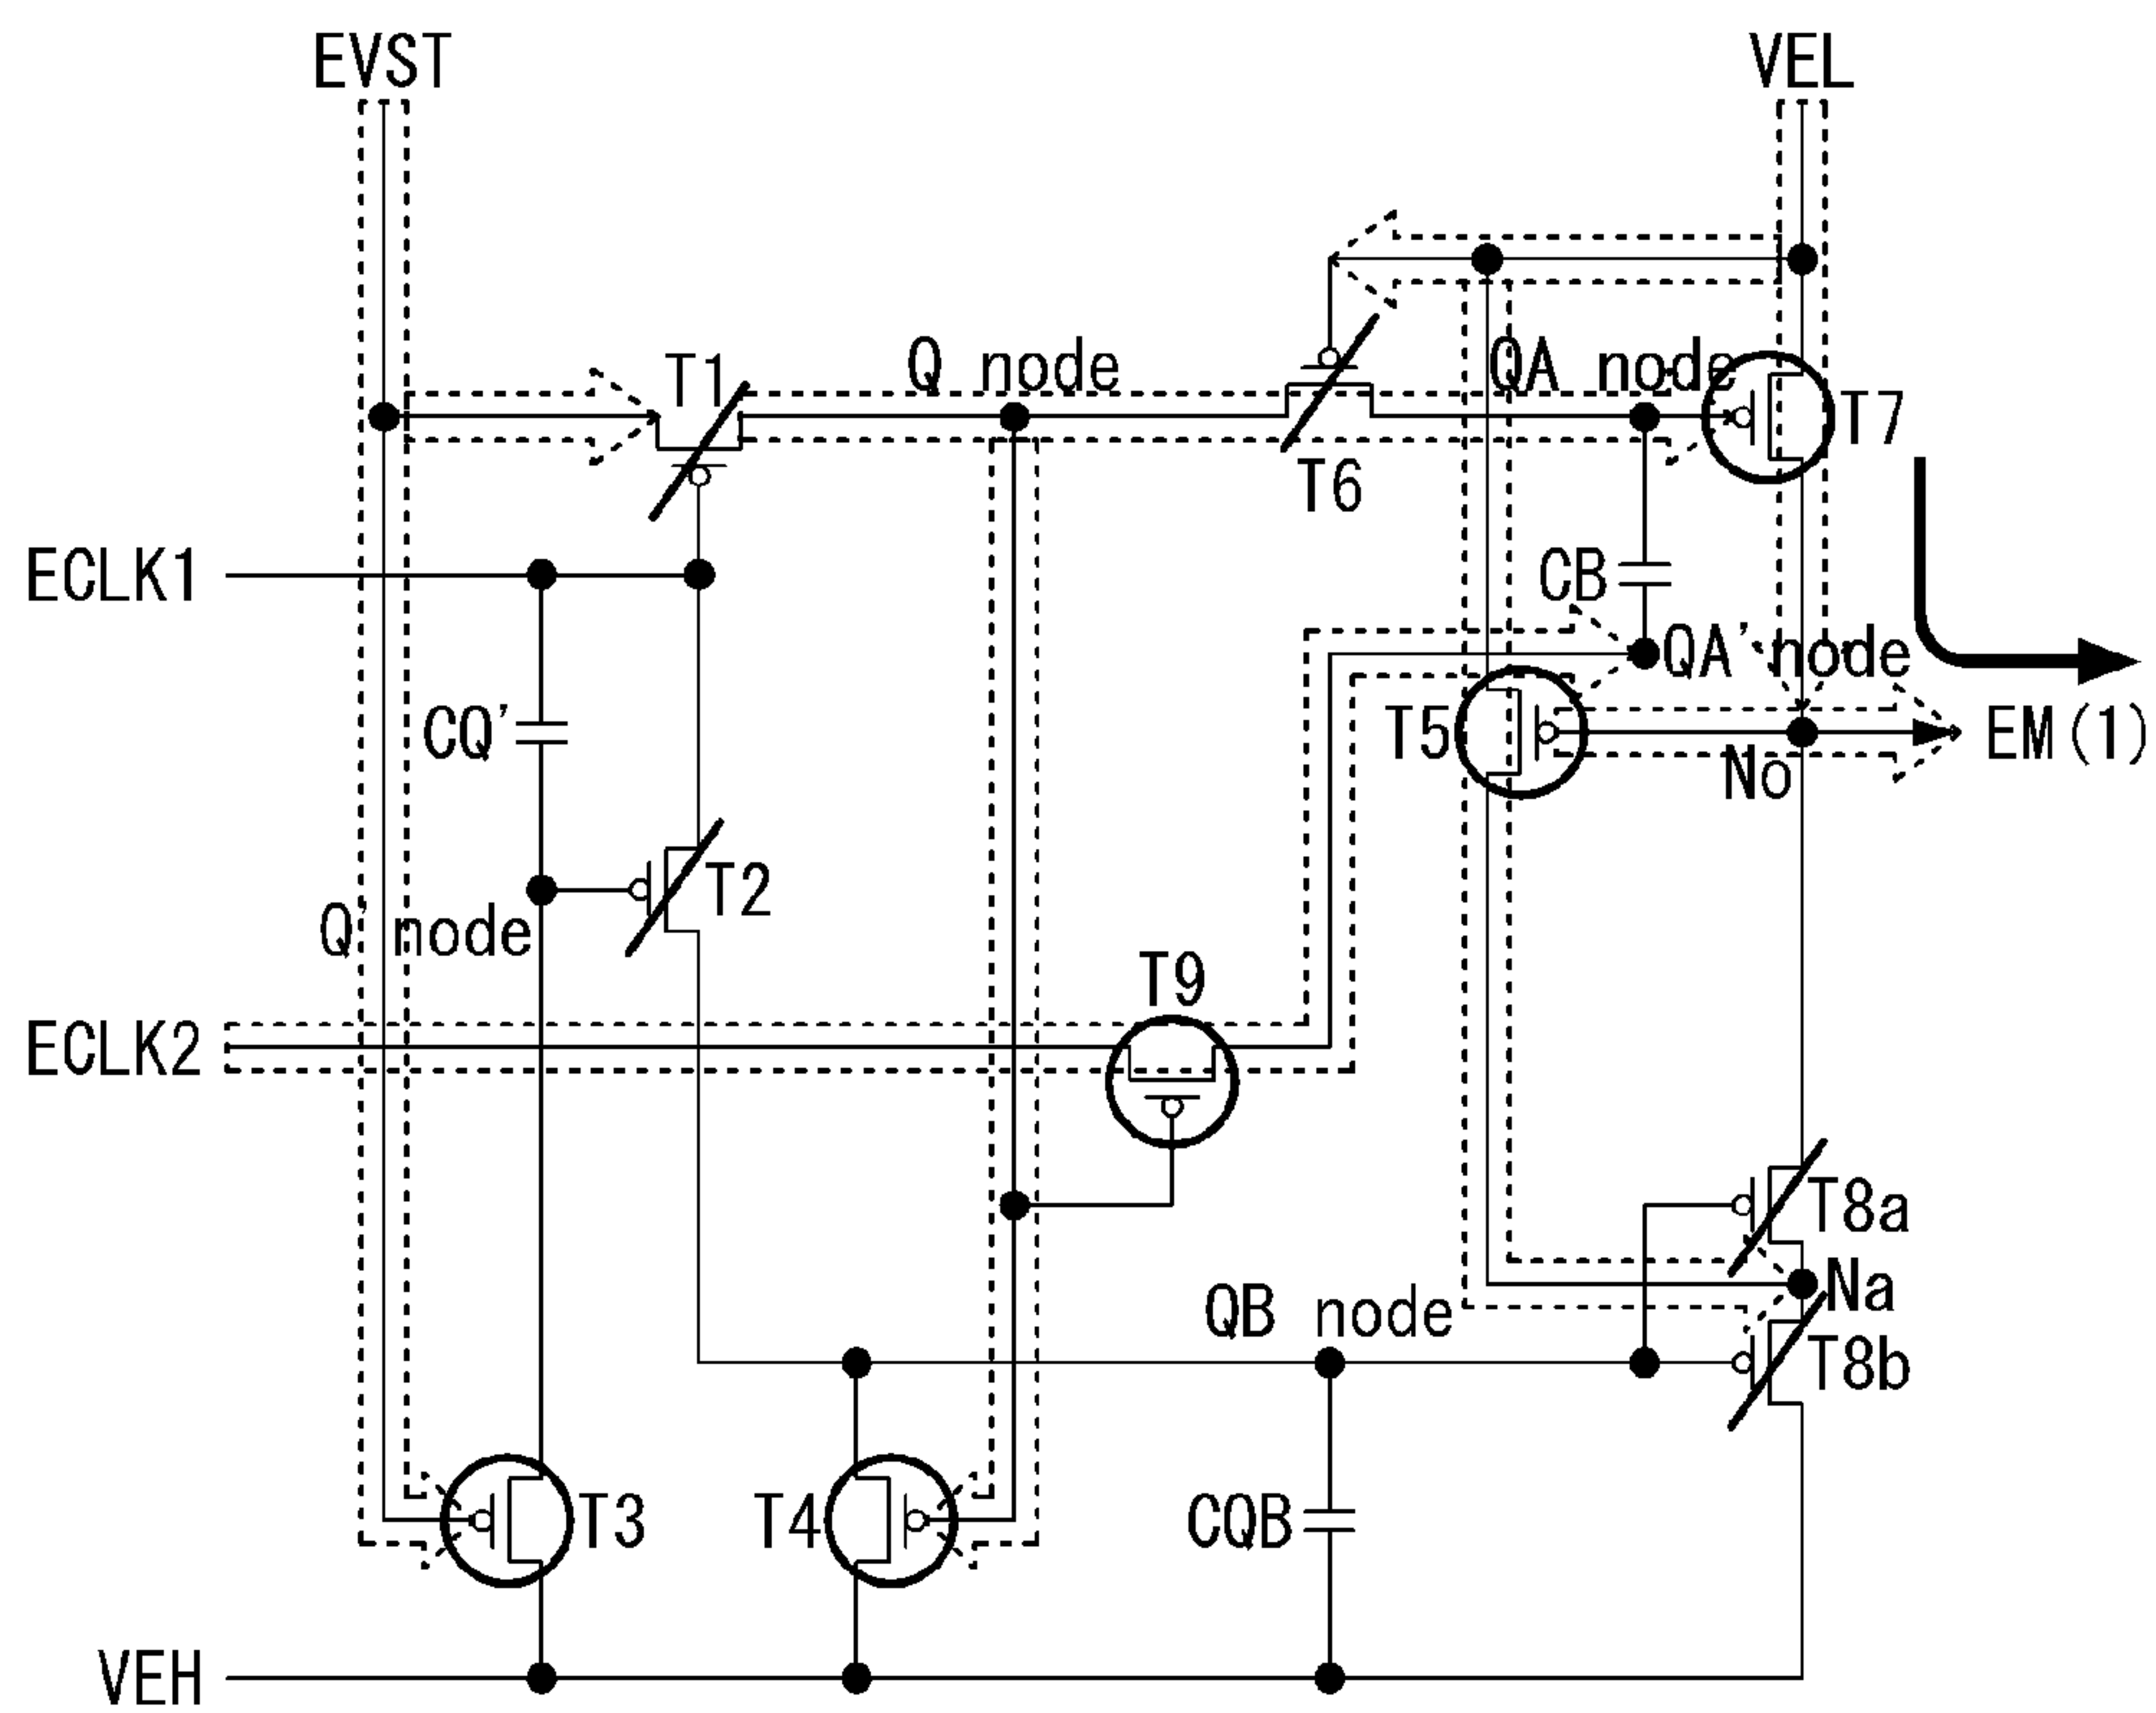 EVST
VEL
T1
Q node
QA node
T7
T6
ECLK1
CB
QA' node
CQ'
T5
EM(1)
No
T2
Q' node
T9
ECLK2
T8a
Na
QB node
T8b
T3
T4
CQB
VEH